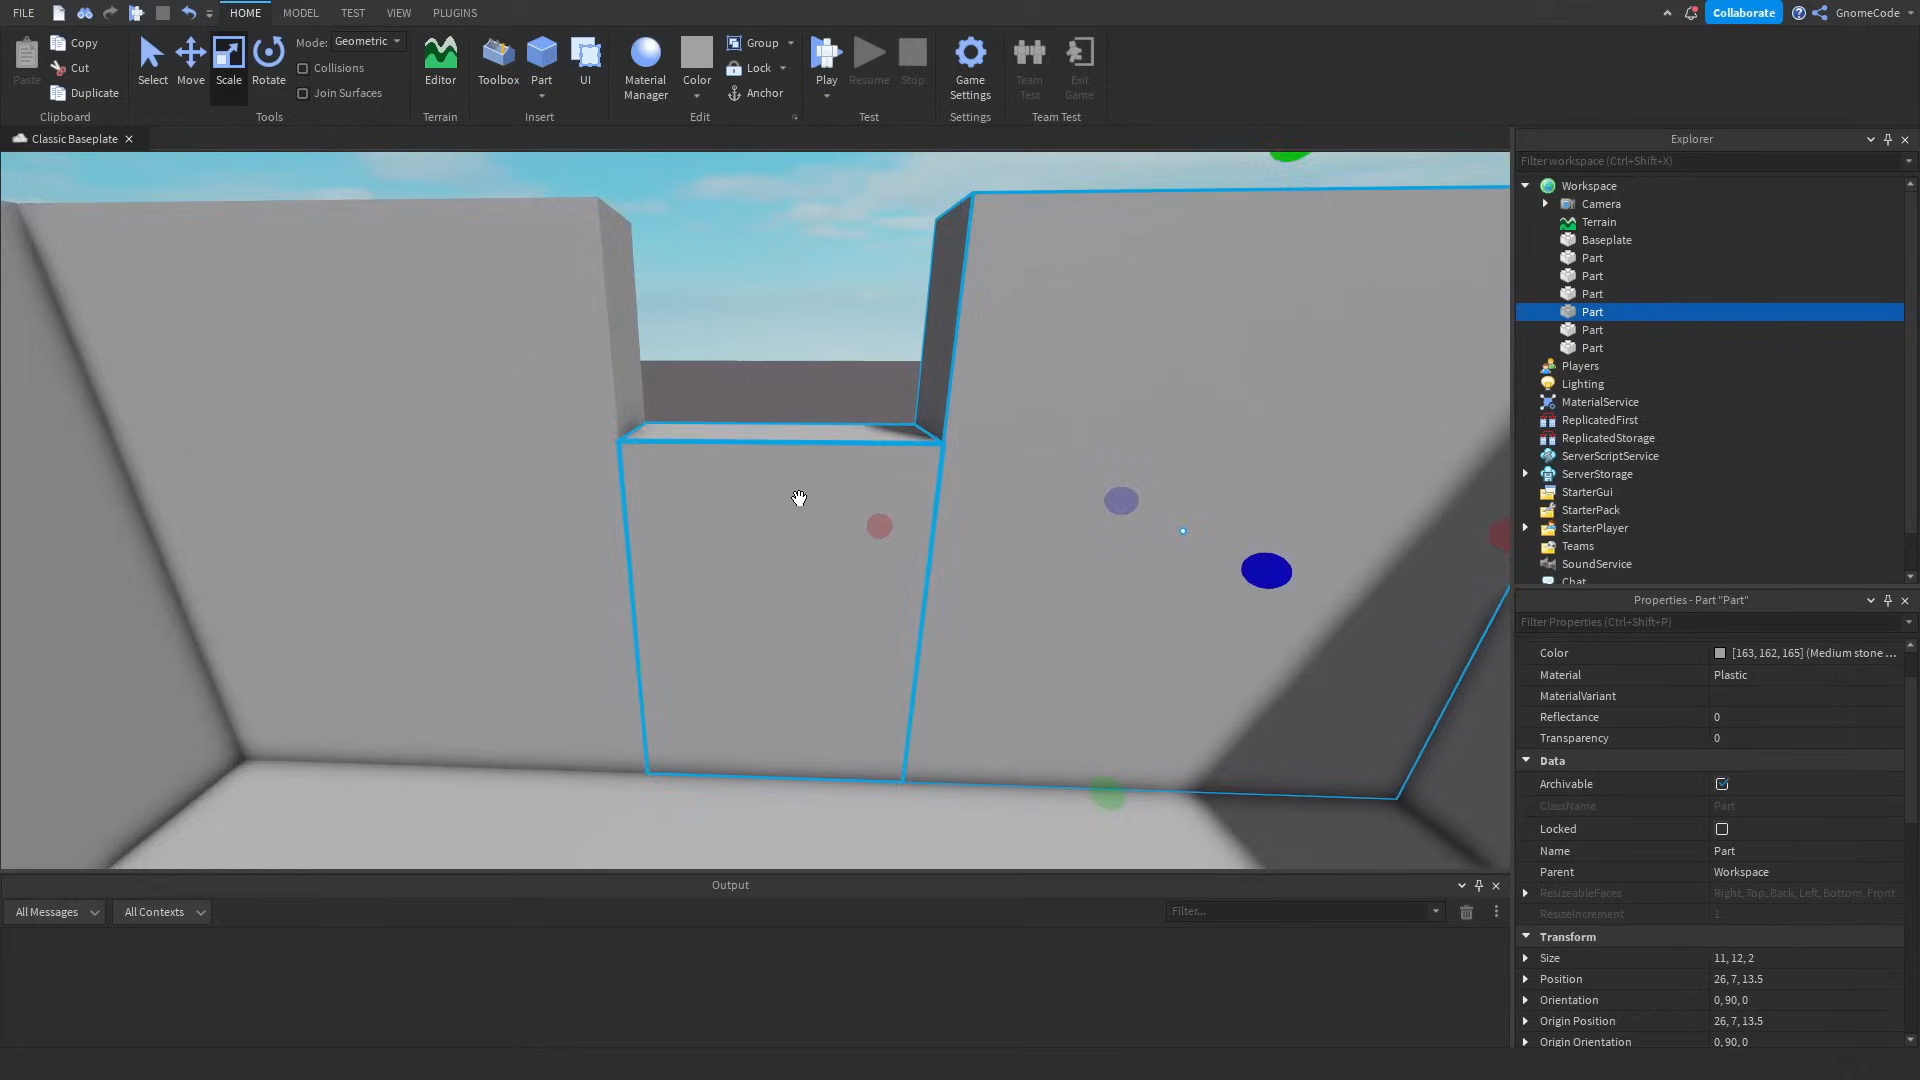 FILE
HOME
MODEL
TEST
VIEW
PLUGINS
Collaborate
GnomeCode
Paste
Copy
Cut
Duplicate
Clipboard
Select
Move
Scale
Rotate
Mode: Geometric
Collisions
Join Surfaces
Tools
Editor
Terrain
Toolbox
Part
UI
Insert
Material
Manager
Color
Group
Lock
Anchor
Edit
Play
Resume
Stop
Test
Game
Settings
Settings
Team
Test
Exit
Game
Team Test
Classic Baseplate
Explorer
Filter workspace (Ctrl+Shift+X)
Workspace
Camera
Terrain
Baseplate
Part
Part
Part
Part
Part
Part
Players
Lighting
MaterialService
ReplicatedFirst
ReplicatedStorage
ServerScriptService
ServerStorage
StarterGui
StarterPack
StarterPlayer
Teams
SoundService
Chat
Properties - Part "Part"
Filter Properties (Ctrl+Shift+P)
Color [163, 162, 165] (Medium stone ...
Material Plastic
MaterialVariant
Reflectance 0
Transparency 0
Data
Archivable
ClassName Part
Locked
Name Part
Parent Workspace
ResizeableFaces Right, Top, Back, Left, Bottom, Front
ResizeIncrement 1
Transform
Size 11, 12, 2
Position 26, 7, 13.5
Orientation 0, 90, 0
Origin Position 26, 7, 13.5
Origin Orientation 0, 90, 0
Output
All Messages
All Contexts
Filter...